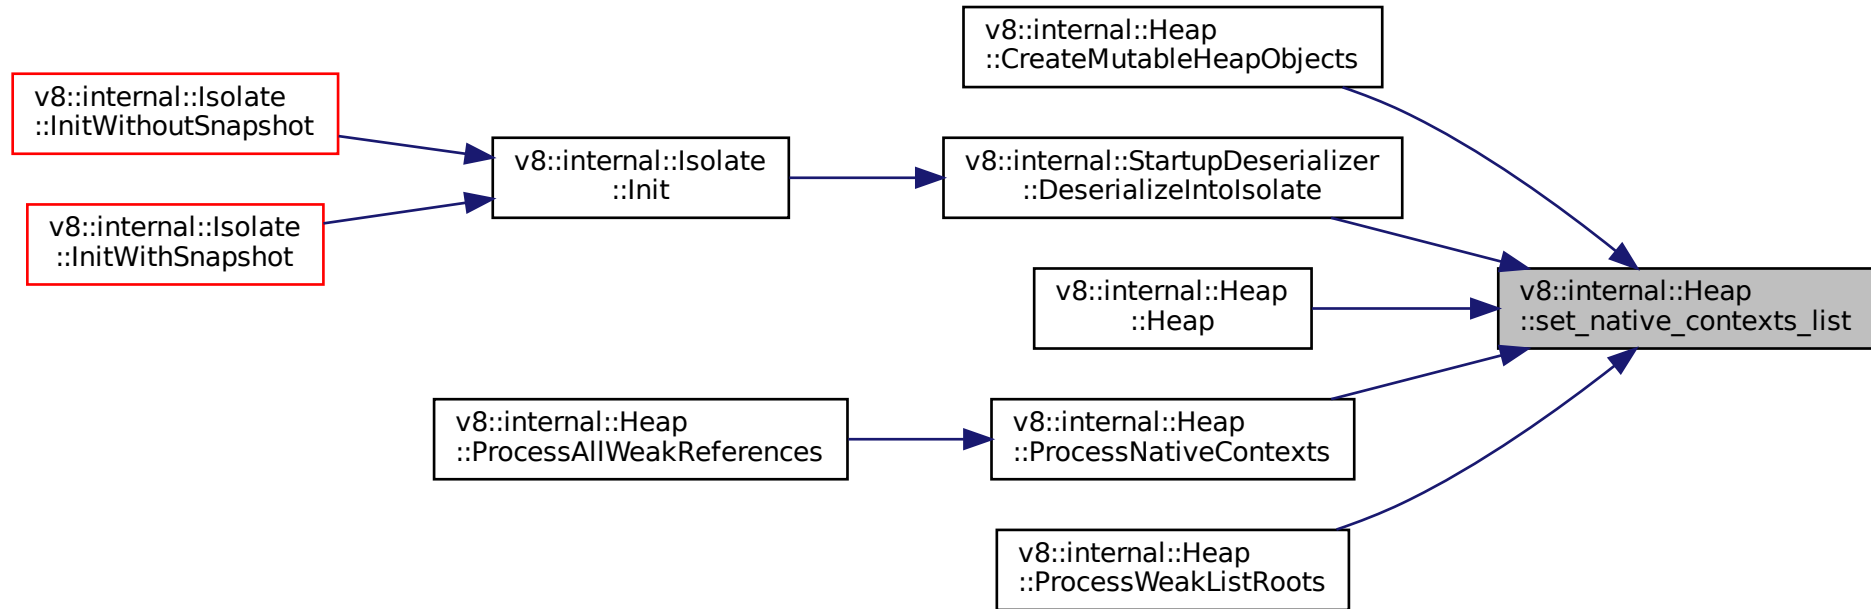 v8::internal::Heap
::CreateMutableHeapObjects
v8::internal::Isolate
::InitWithoutSnapshot
v8::internal::Isolate
::Init
v8::internal::StartupDeserializer
::DeserializeIntoIsolate
v8::internal::Isolate
::InitWithSnapshot
v8::internal::Heap
::Heap
v8::internal::Heap
::set_native_contexts_list
v8::internal::Heap
::ProcessAllWeakReferences
v8::internal::Heap
::ProcessNativeContexts
v8::internal::Heap
::ProcessWeakListRoots